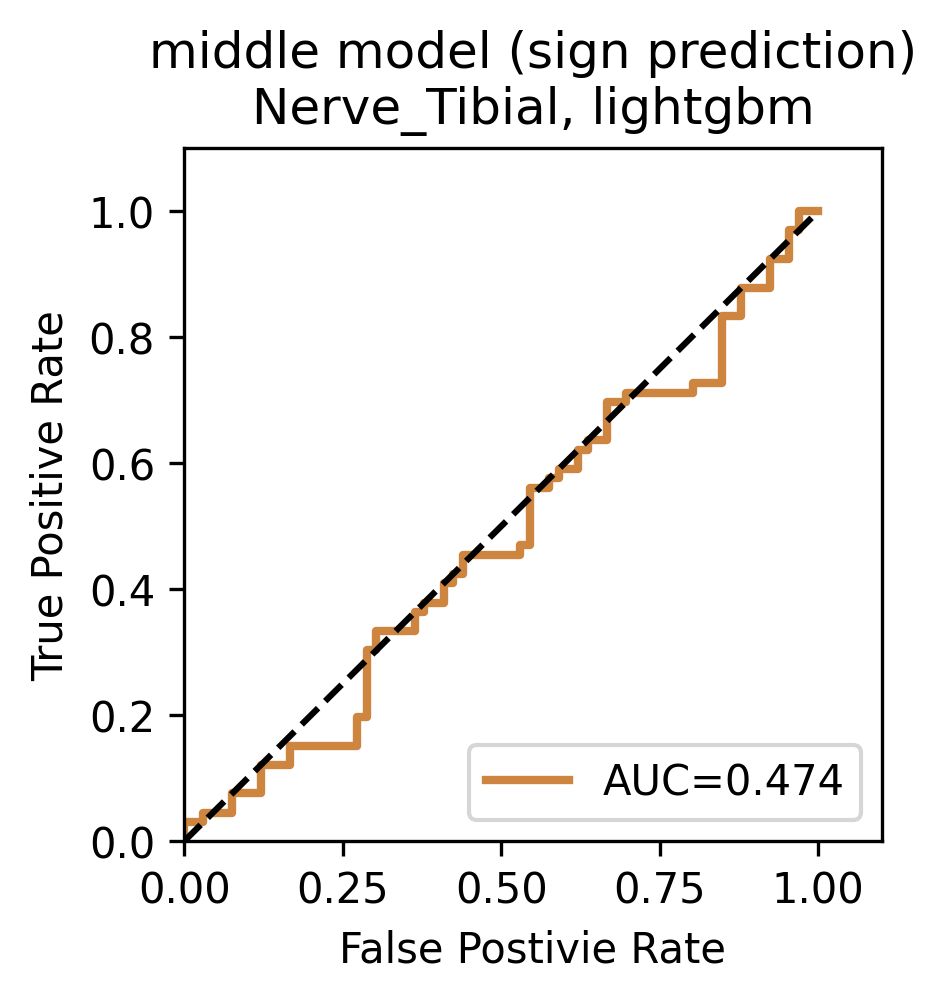 middle model (sign prediction)
Nerve_Tibial, lightgbm
1.0
0.8
0.6
0.4
0.2
0.0
True Positive Rate
AUC=0.474
0.00 0.25 0.50 0.75 1.00
False Postivie Rate